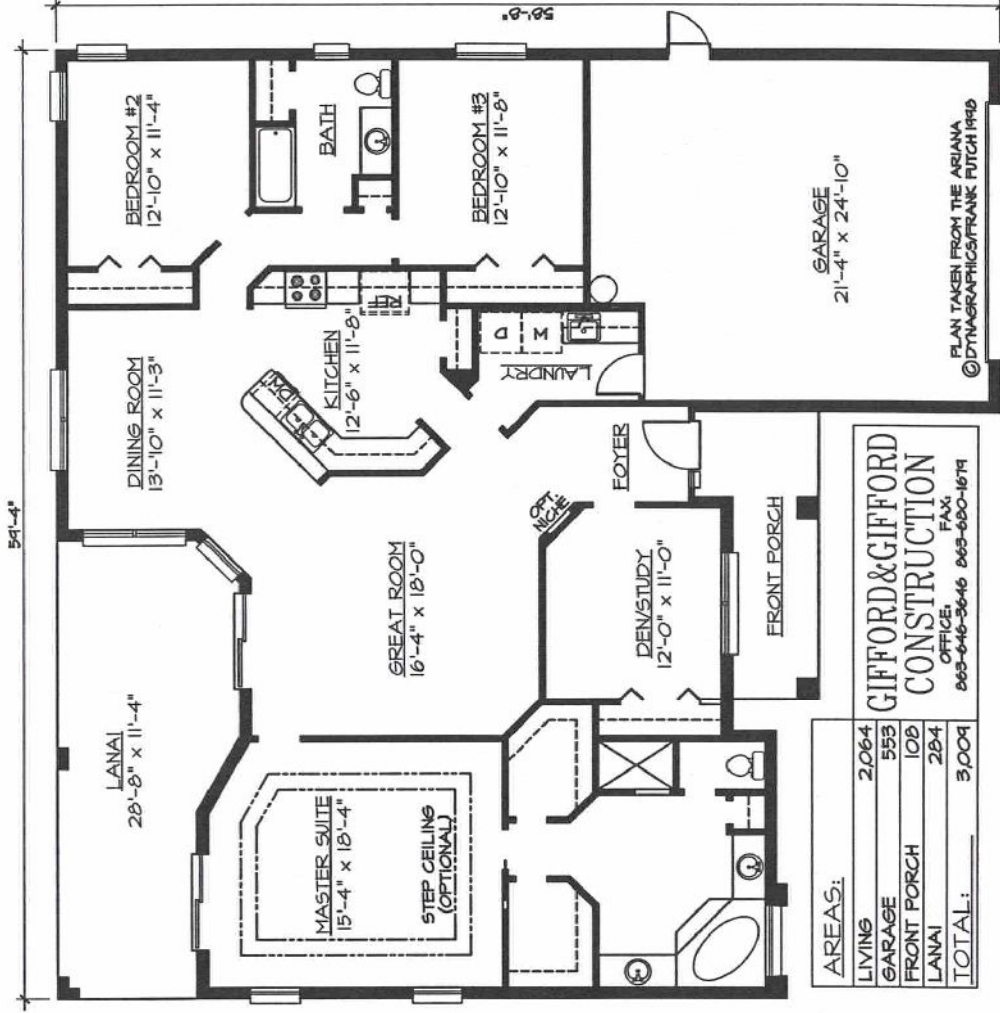 59'-4"
58'-8"
LANAI
28'-8" x 11'-4"
DINING ROOM
13'-10" x 11'-3"
BEDROOM #2
12'-10" x 11'-4"
BATH
BEDROOM #3
12'-10" x 11'-8"
KITCHEN
12'-6" x 11'-8"
DW
REF
GREAT ROOM
16'-4" x 18'-0"
MASTER SUITE
15'-4" x 18'-4"
STEP CEILING
(OPTIONAL)
OPT.
NICHE
FOYER
LAUNDRY
D
W
DEN/STUDY
12'-0" x 11'-0"
GARAGE
21'-4" x 24'-10"
FRONT PORCH
PLAN TAKEN FROM THE ARIANA
©DYNAGRAPHICS/FRANK FUTCH 1998
AREAS:
LIVING 2,064
GARAGE 553
FRONT PORCH 108
LANAI 284
TOTAL: 3,009
GIFFORD&GIFFORD
CONSTRUCTION
OFFICE: FAX:
863-646-3646 863-680-1679